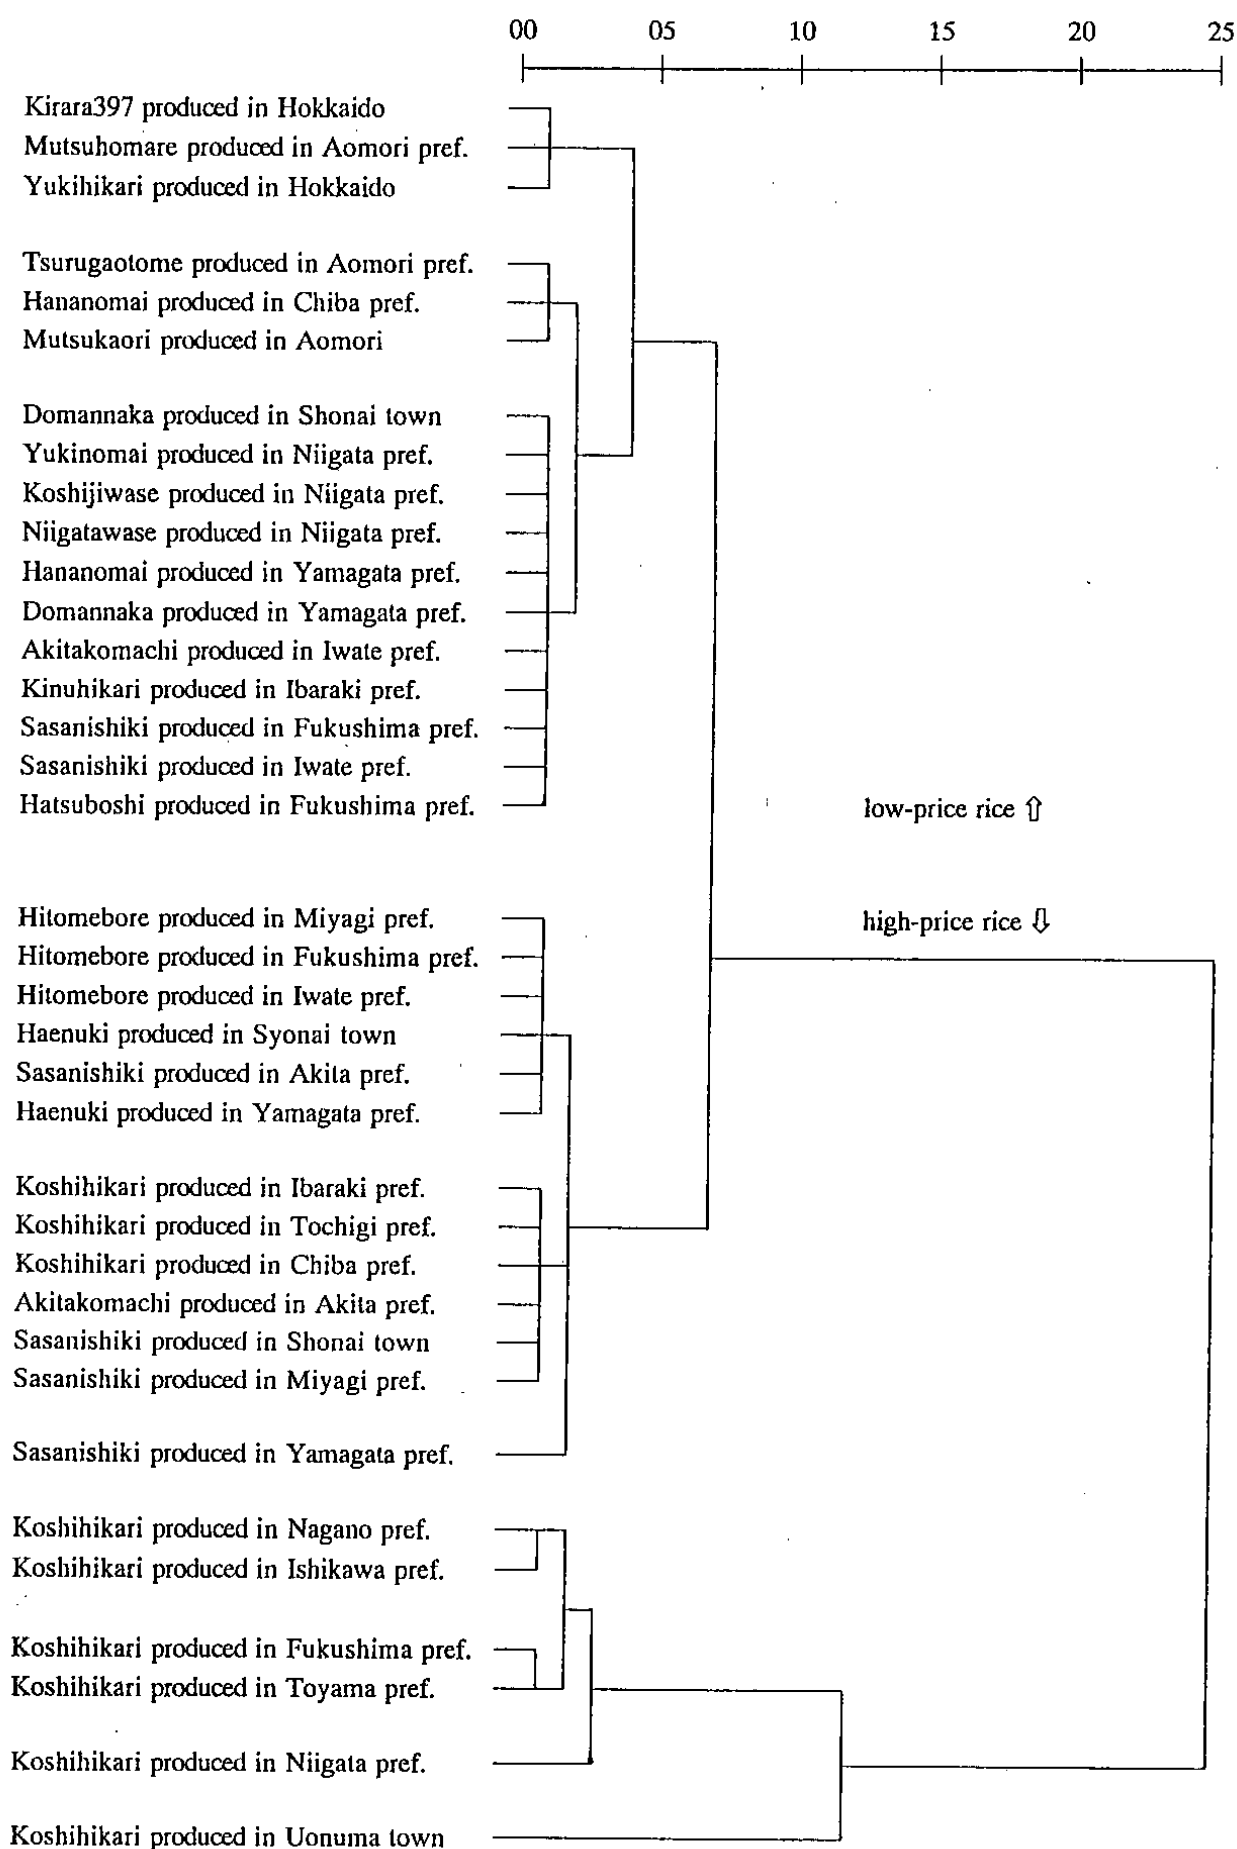 00 05 10 15 20 25
Kirara397 produced in Hokkaido
Mutsuhomare produced in Aomori pref.
Yukihikari produced in Hokkaido
Tsurugaotome produced in Aomori pref.
Hananomai produced in Chiba pref.
Mutsukaori produced in Aomori
Domannaka produced in Shonai town
Yukinomai produced in Niigata pref.
Koshijiwase produced in Niigata pref.
Niigatawase produced in Niigata pref.
Hananomai produced in Yamagata pref.
Domannaka produced in Yamagata pref.
Akitakomachi produced in Iwate pref.
Kinuhikari produced in Ibaraki pref.
Sasanishiki produced in Fukushima pref.
Sasanishiki produced in Iwate pref.
Hatsuboshi produced in Fukushima pref.
low-price rice ⇧
Hitomebore produced in Miyagi pref.
high-price rice ⇩
Hitomebore produced in Fukushima pref.
Hitomebore produced in Iwate pref.
Haenuki produced in Syonai town
Sasanishiki produced in Akita pref.
Haenuki produced in Yamagata pref.
Koshihikari produced in Ibaraki pref.
Koshihikari produced in Tochigi pref.
Koshihikari produced in Chiba pref.
Akitakomachi produced in Akita pref.
Sasanishiki produced in Shonai town
Sasanishiki produced in Miyagi pref.
Sasanishiki produced in Yamagata pref.
Koshihikari produced in Nagano pref.
Koshihikari produced in Ishikawa pref.
Koshihikari produced in Fukushima pref.
Koshihikari produced in Toyama pref.
Koshihikari produced in Niigata pref.
Koshihikari produced in Uonuma town